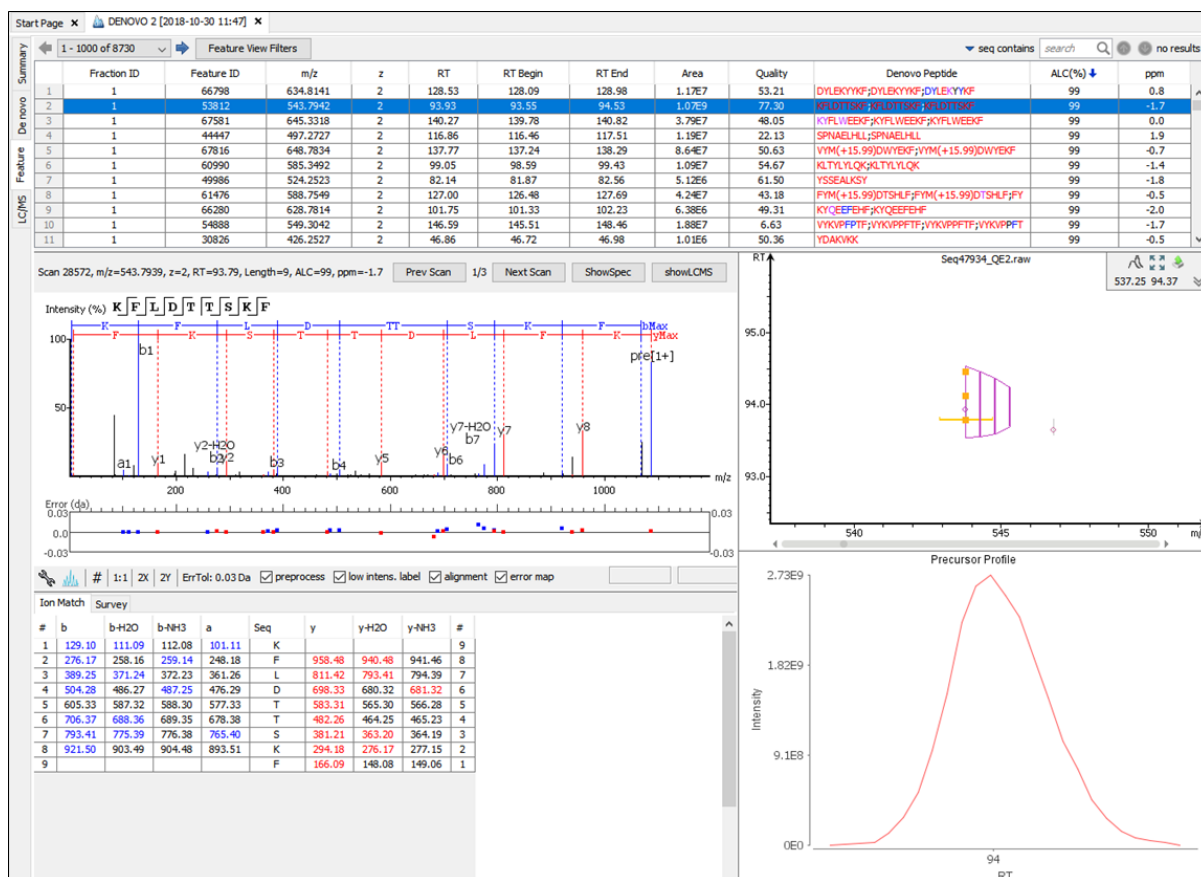 Start Page × DENOVO 2 [2018-10-30 11:47] ×
1 - 1000 of 8730 Feature View Filters seq contains search no results
Summary
De novo
Feature
LC/MS
Fraction ID Feature ID m/z z RT RT Begin RT End Area Quality Denovo Peptide ALC(%) ppm
1 1 66798 634.8141 2 128.53 128.09 128.98 1.17E7 53.21 DYLEKYYKF;DYLEKYYKF;DYLEKYYKF 99 0.8
2 1 53812 543.7942 2 93.93 93.55 94.53 1.07E9 77.30 KFLDTTSKF;KFLDTTSKF;KFLDTTSKF 99 -1.7
3 1 67581 645.3318 2 140.27 139.78 140.82 3.79E7 48.05 KYFLWEEKF;KYFLWEEKF;KYFLWEEKF 99 0.0
4 1 44447 497.2727 2 116.86 116.46 117.51 1.19E7 22.13 SPNAELHLL;SPNAELHLL 99 1.9
5 1 67816 648.7834 2 137.77 137.24 138.29 8.64E7 50.63 VYM(+15.99)DWYEKF;VYM(+15.99)DWYEKF 99 -0.7
6 1 60990 585.3492 2 99.05 98.59 99.43 1.09E7 54.67 KLTYLYLQK;KLTYLYLQK 99 -1.4
7 1 49986 524.2523 2 82.14 81.87 82.56 5.12E6 61.50 YSSEALKSY 99 -1.8
8 1 61476 588.7549 2 127.00 126.48 127.69 4.24E7 43.18 FYM(+15.99)DTSHLF;FYM(+15.99)DTSHLF;FY 99 -0.5
9 1 66280 628.7814 2 101.75 101.33 102.23 6.38E6 49.31 KYQEEFEHF;KYQEEFEHF 99 -2.0
10 1 54888 549.3042 2 146.59 145.51 148.46 1.88E7 6.63 VYKVPFPTF;VYKVPPFTF;VYKVPPFT 99 -1.7
11 1 30826 426.2527 2 46.86 46.72 46.98 1.01E6 50.36 YDAKVKK 99 -0.5
Scan 28572, m/z=543.7939, z=2, RT=93.79, Length=9, ALC=99, ppm=-1.7 Prev Scan 1/3 Next Scan ShowSpec showLCMS
Intensity (%) K F L D T T S K F
K F L D TT S K F bMax
F K S T T D L F K yMax
100
50
b1
pre[1+]
y2-H2O
a1 y1 b2 y2 b3 b4 y5 y6 b6
y7-H2O
b7
y7
y8
200 400 600 800 1000 m/z
Error (da)
0.03 0.03
0.0
-0.03 -0.03
# 1:1 2X 2Y ErrTol: 0.03 Da preprocess low intens. label alignment error map
Ion Match Survey
# b b-H2O b-NH3 a Seq y y-H2O y-NH3 #
1 129.10 111.09 112.08 101.11 K 9
2 276.17 258.16 259.14 248.18 F 958.48 940.48 941.46 8
3 389.25 371.24 372.23 361.26 L 811.42 793.41 794.39 7
4 504.28 486.27 487.25 476.29 D 698.33 680.32 681.32 6
5 605.33 587.32 588.30 577.33 T 583.31 565.30 566.28 5
6 706.37 688.36 689.35 678.38 T 482.26 464.25 465.23 4
7 793.41 775.39 776.38 765.40 S 381.21 363.20 364.19 3
8 921.50 903.49 904.48 893.51 K 294.18 276.17 277.15 2
9 F 166.09 148.08 149.06 1
RT
Seq47934_QE2.raw
537.25 94.37
95.0
94.0
93.0
540 545 550 m/
Precursor Profile
2.73E9
1.82E9
9.1E8
0E0
Intensity
94
RT